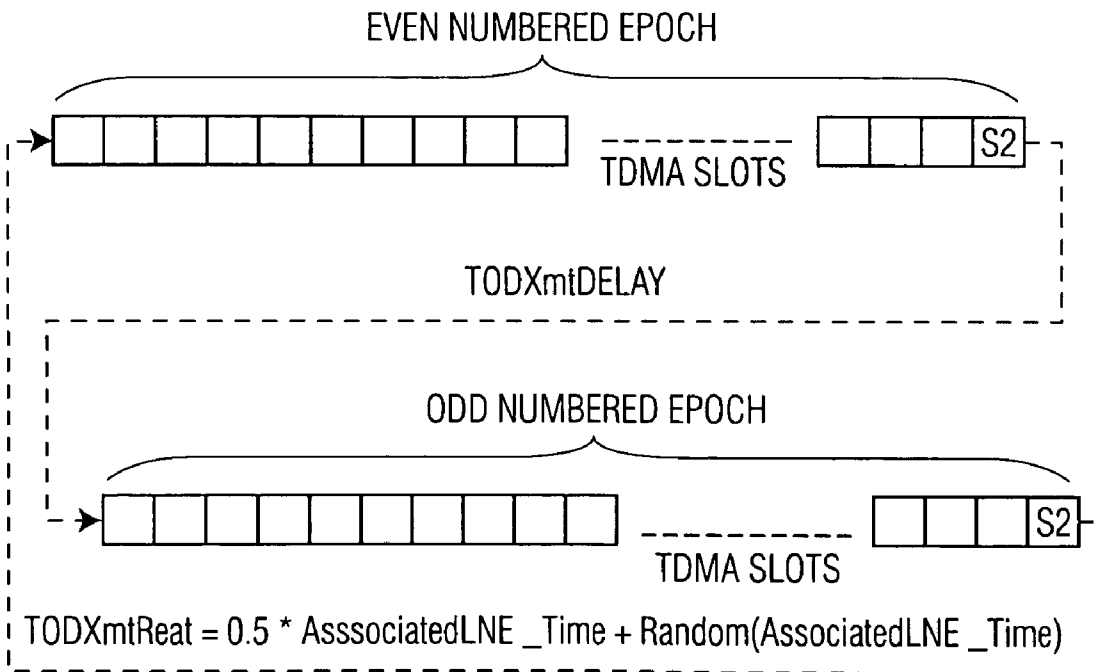 EVEN NUMBERED EPOCH
S2
TDMA SLOTS
TODXmtDELAY
ODD NUMBERED EPOCH
S2
TDMA SLOTS
TODXmtReat = 0.5 * AsssociatedLNE _Time + Random(AssociatedLNE _Time)